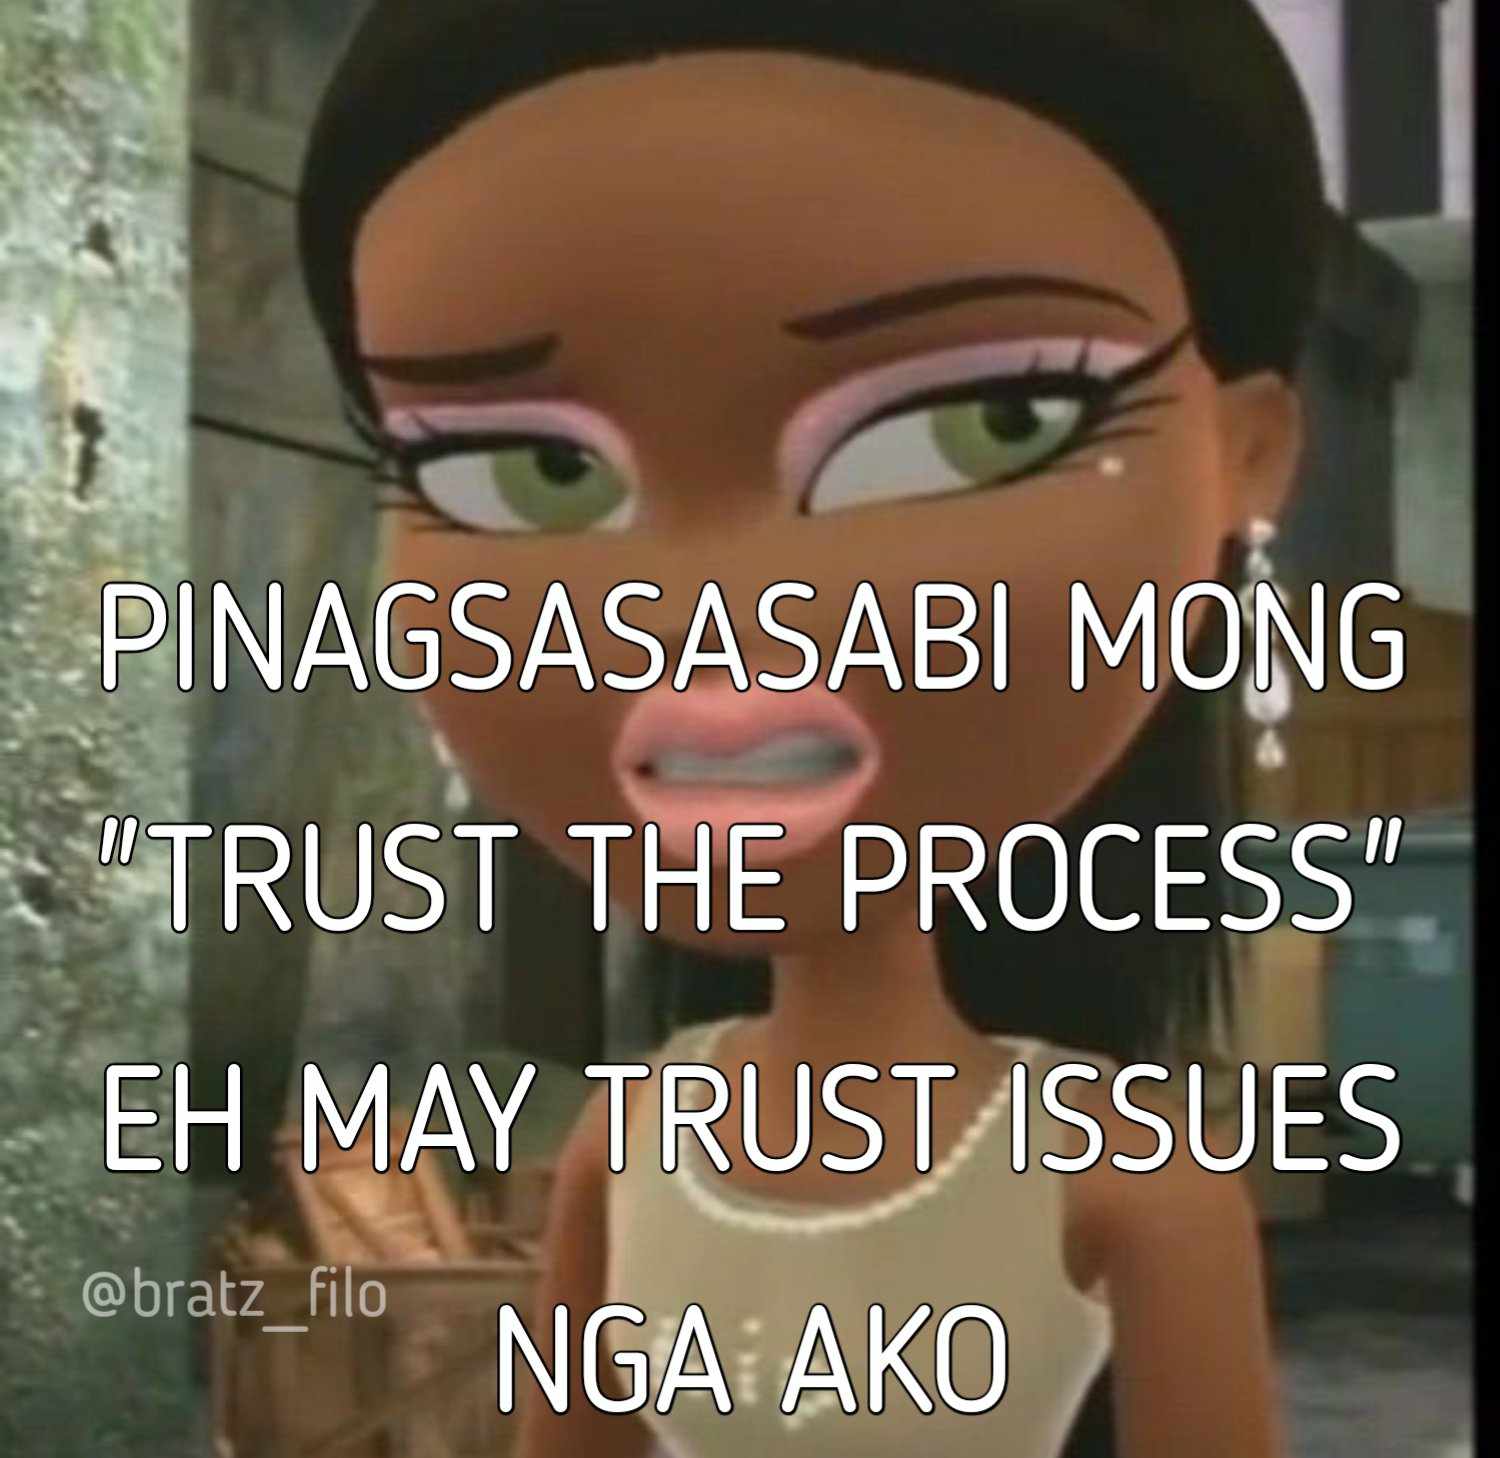 PINAGSASASABI MONG
"TRUST THE PROCESS"
EH MAY TRUST ISSUES
NGA AKO
@bratz_filo